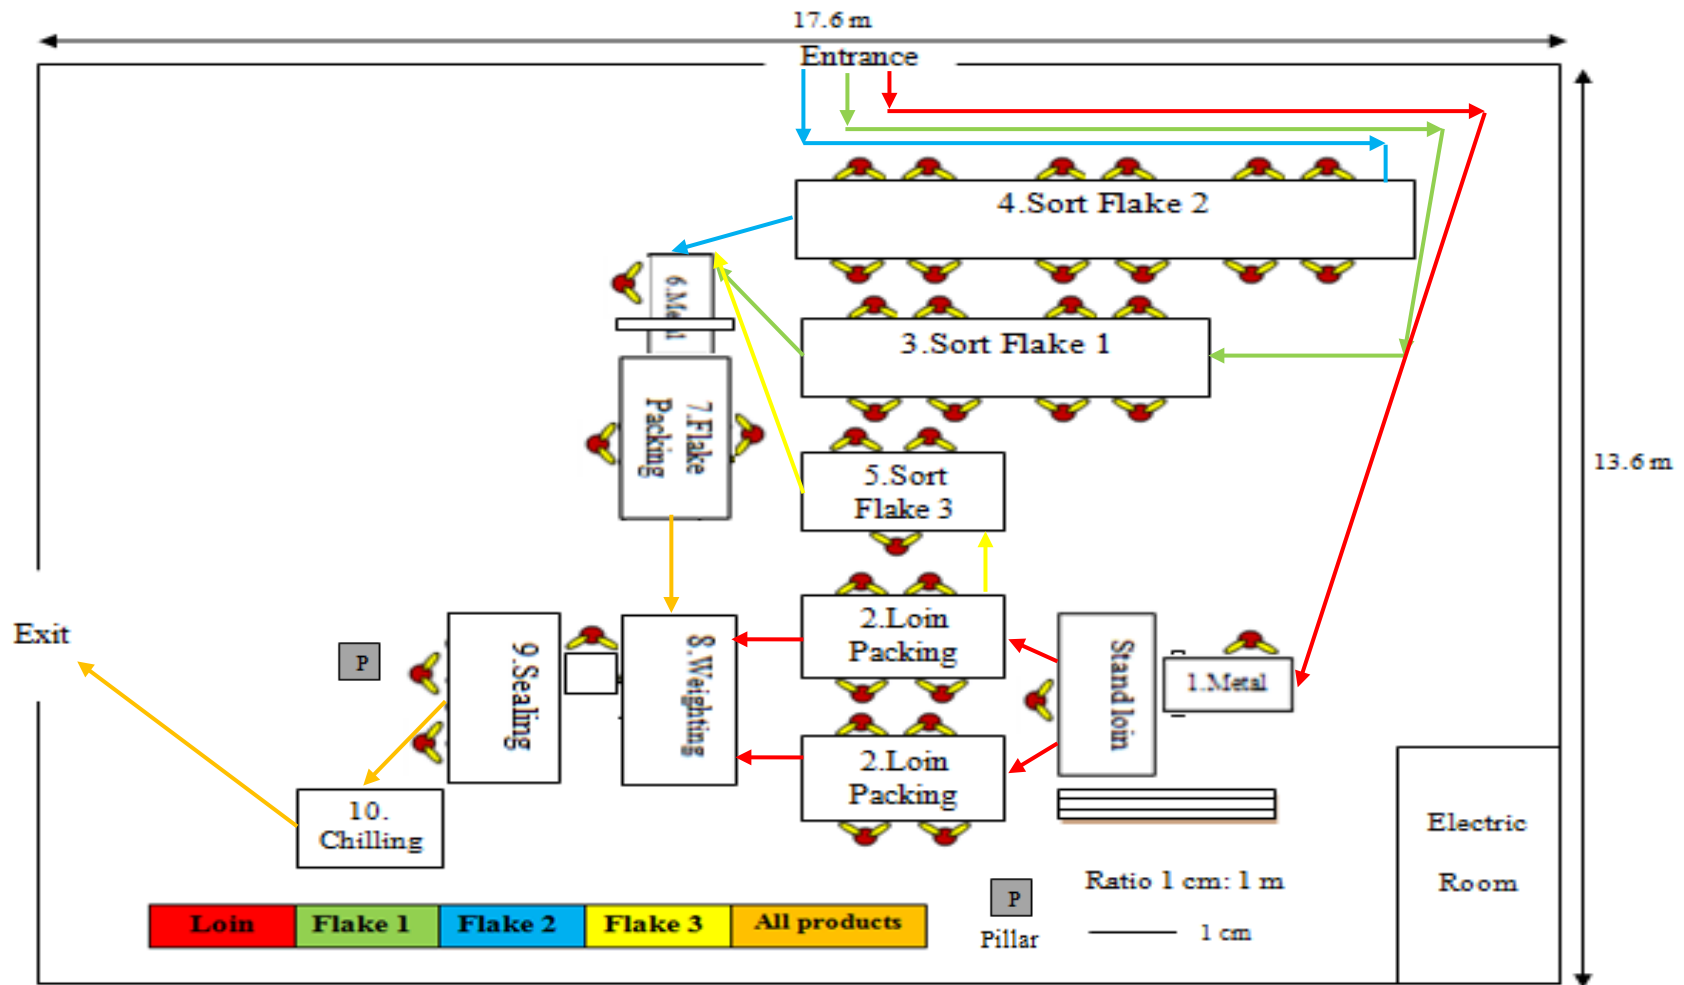 17.6 m
Entrance
4.Sort Flake 2
6.Metal
3.Sort Flake 1
7.Flake
Packing
5.Sort
Flake 3
13.6 m
Exit
P
9.Sealing
8.Weighting
2.Loin
Packing
Stand loin
1.Metal
2.Loin
Packing
10.
Chilling
Electric
Room
Ratio 1 cm: 1 m
P
Pillar
1 cm
Loin
Flake 1
Flake 2
Flake 3
All products